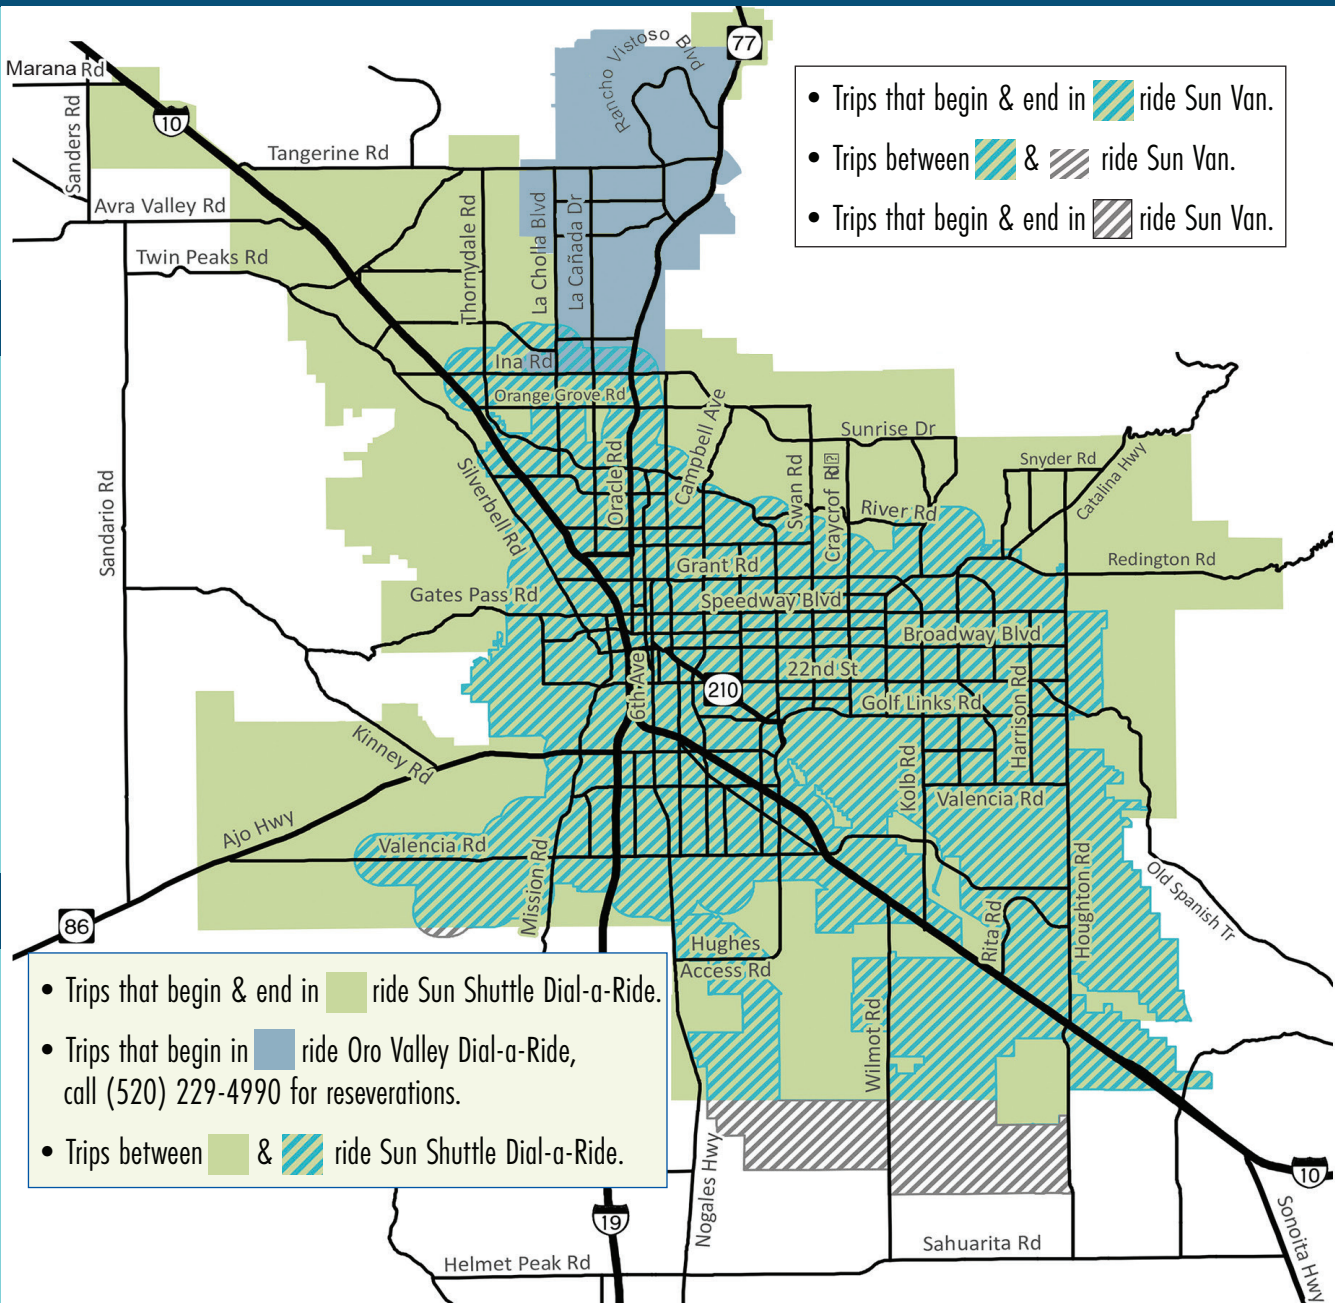 Marana Rd
Sanders Rd
10
Tangerine Rd
Avra Valley Rd
Twin Peaks Rd
Thornydale Rd
La Cholla Blvd
La Cañada Dr
Rancho Vistoso Blvd
77
• Trips that begin & end in ride Sun Van.
• Trips between & ride Sun Van.
• Trips that begin & end in ride Sun Van.
Ina Rd
Orange Grove Rd
Oracle Rd
Campbell Ave
Sunrise Dr
Swan Rd
Craycrof Rd
River Rd
Snyder Rd
Catalina Hwy
Redington Rd
Sandario Rd
Silverbell Rd
Gates Pass Rd
Grant Rd
Speedway Blvd
Broadway Blvd
22nd St
210
6th Ave
Golf Links Rd
Harrison Rd
Kolb Rd
Valencia Rd
Kinney Rd
Ajo Hwy
Valencia Rd
Mission Rd
86
Houghton Rd
Old Spanish Tr
Rita Rd
Hughes
Access Rd
Wilmot Rd
• Trips that begin & end in ride Sun Shuttle Dial-a-Ride.
• Trips that begin in ride Oro Valley Dial-a-Ride,
call (520) 229-4990 for reseverations.
• Trips between & ride Sun Shuttle Dial-a-Ride.
Nogales Hwy
19
10
Sonoita Hwy
Sahuarita Rd
Helmet Peak Rd